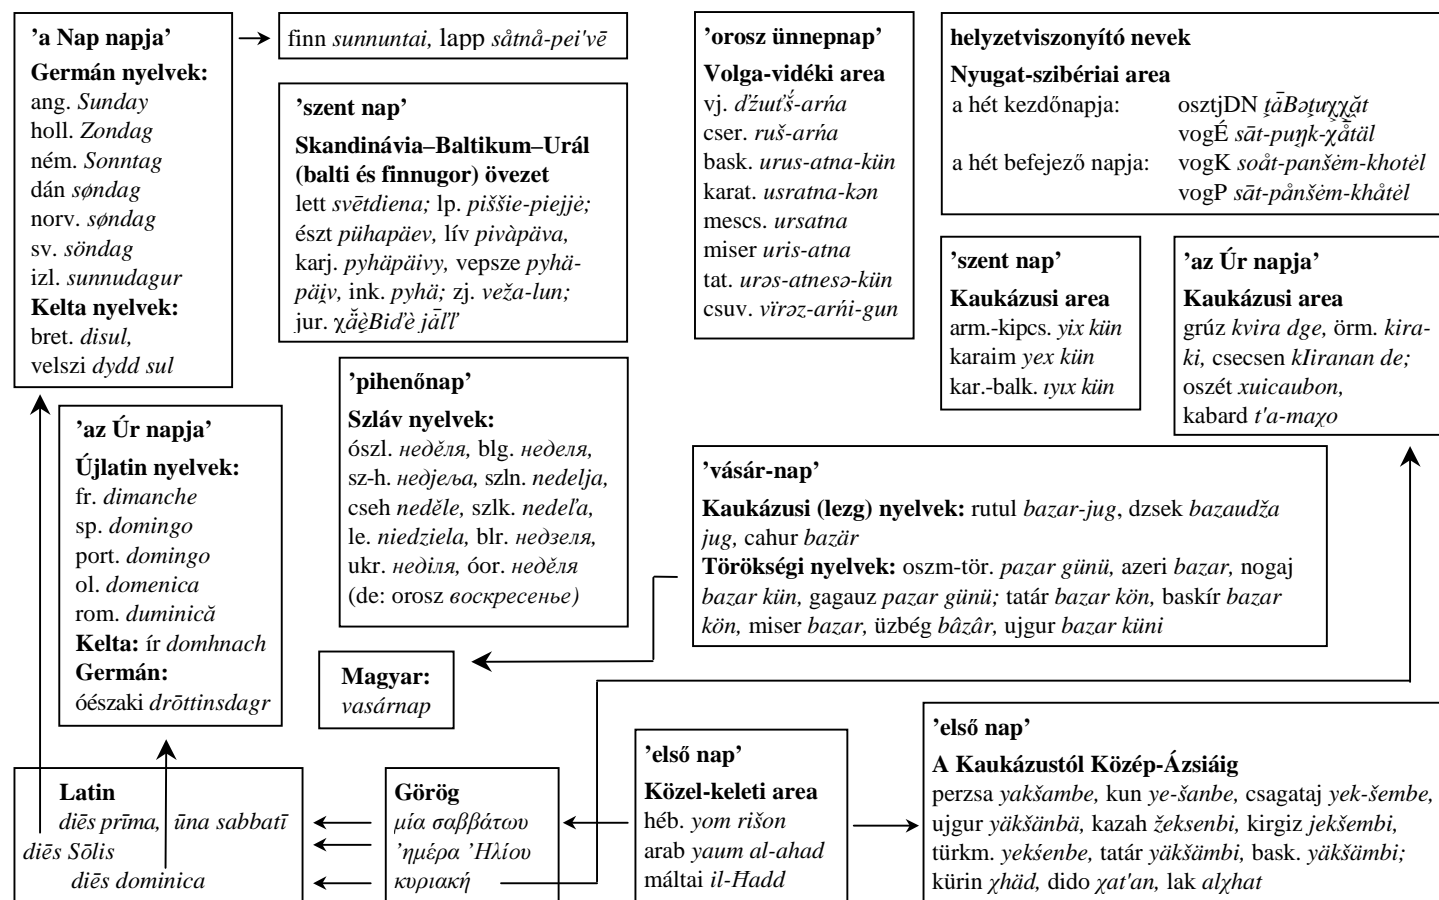 ’a Nap napja’
Germán nyelvek:
ang. Sunday
holl. Zondag
ném. Sonntag
dán søndag
norv. søndag
sv. söndag
izl. sunnudagur
Kelta nyelvek:
bret. disul,
velszi dydd sul
finn sunnuntai, lapp såtnå-pei'vē
’szent nap’
Skandinávia–Baltikum–Urál
(balti és finnugor) övezet
lett svētdiena; lp. piššie-piejjė;
észt pühapäev, lív pivàpäva,
karj. pyhäpäivy, vepsze pyhä-
päi̯v, ink. pyhä; zj. veža-lun;
jur.
’orosz ünnepnap’
Volga-vidéki area
vj. -arńa
cser. ruš-arńa
bask. urus-atna-kün
karat. usratna-kən
mescs. ursatna
miser uris-atna
tat. urəs-atnesə-kün
csuv. vïrəz-arńi-gun
helyzetviszonyító nevek
Nyugat-szibériai area
a hét kezdőnapja: osztjDN
vogÉ
a hét befejező napja: vogK soåt-panšėm-khotėl
vogP sāt-pånšėm-khåtėl
’szent nap’
Kaukázusi area
arm.-kipcs. yix kün
karaim yex kün
kar.-balk. ıyıx kün
’az Úr napja’
Kaukázusi area
grúz kvira dge, örm. kira-
ki, csecsen kIiranan de;
oszét xuicaubon,
kabard t'a-maχo
’az Úr napja’
Újlatin nyelvek:
fr. dimanche
sp. domingo
port. domingo
ol. domenica
rom. duminică
Kelta: ír domhnach
Germán:
óészaki drōttinsdagr
’pihenőnap’
Szláv nyelvek:
ószl. недěля, blg. неделя,
sz-h. недјеља, szln. nedelja,
cseh neděle, szlk. nedeľa,
le. niedziela, blr. недзеля,
ukr. неділя, óor. недěля
(de: orosz воскресенье)
’vásár-nap’
Kaukázusi (lezg) nyelvek: rutul bazar-jug, dzsek bazaudža
jug, cahur bazär
Törökségi nyelvek: oszm-tör. pazar günü, azeri bazar, nogaj
bazar kün, gagauz pazar günü; tatár bazar kön, baskír bazar
kön, miser bazar, üzbég bâzâr, ujgur bazar küni
Magyar:
vasárnap
Latin
diēs prīma, ūna sabbatī
diēs Sōlis
diēs dominica
Görög
μία σαββάτωυ
’ημέρα ’Ηλίου
κυριακή
’első nap’
Közel-keleti area
héb. yom rišon
arab yaum al-ahad
máltai il-Ħadd
’első nap’
A Kaukázustól Közép-Ázsiáig
perzsa yakšambe, kun ye-šanbe, csagataj yek-šembe,
ujgur yäkšänbä, kazah žeksenbi, kirgiz jekšembi,
türkm. yekśenbe, tatár yäkšämbi, bask. yäkšämbi;
kürin χhäd, dido χat'an, lak alχhat